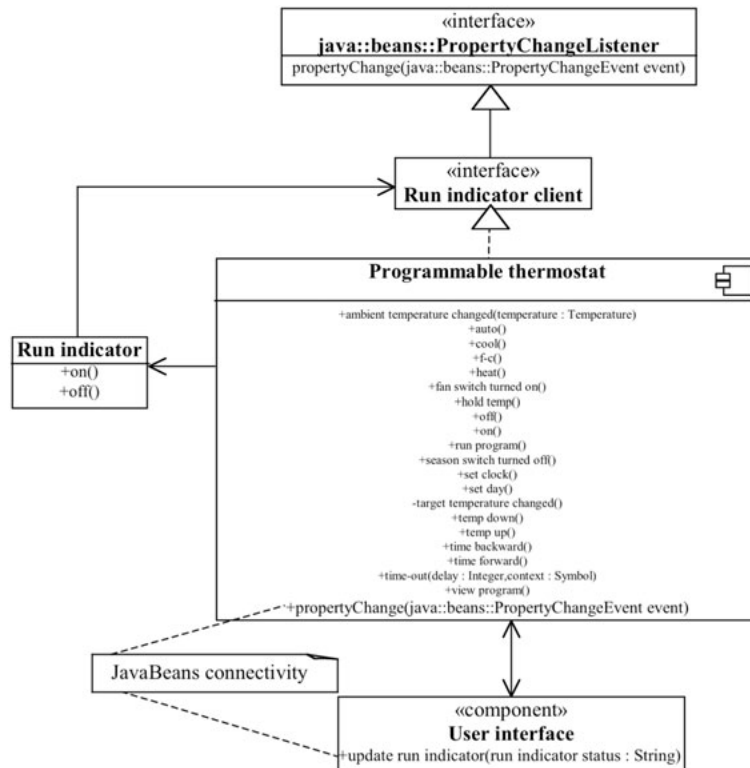 «interface»
java::beans::PropertyChangeListener
propertyChange(java::beans::PropertyChangeEvent event)
«interface»
Run indicator client
Programmable thermostat
+ambient temperature changed(temperature : Temperature)
+auto()
+cool()
+f-c()
+heat()
+fan switch turned on()
+hold temp()
+off()
+on()
+run program()
+season switch turned off()
+set clock()
+set day()
-target temperature changed()
+temp down()
+temp up()
+time backward()
+time forward()
+time-out(delay : Integer,context : Symbol)
+view program()
+propertyChange(java::beans::PropertyChangeEvent event)
Run indicator
+on()
+off()
JavaBeans connectivity
«component»
User interface
+update run indicator(run indicator status : String)